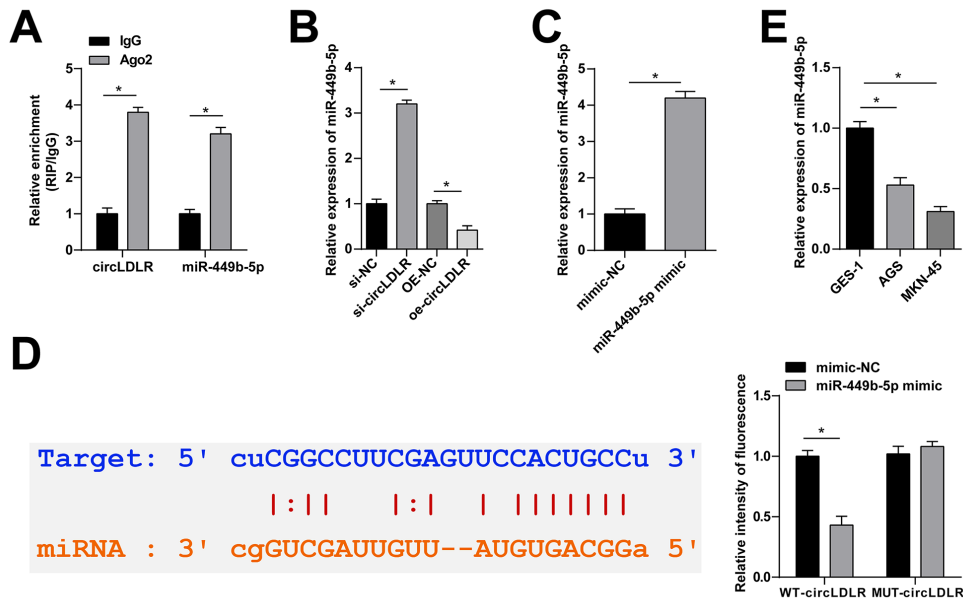 A
IgG
Ago2
Relative enrichment
(RIP/IgG)
5
4
3
2
1
0
*
*
circLDLR
miR-449b-5p
B
Relative expression of miR-449b-5p
4
3
2
1
0
*
*
si-NC
si-circLDLR
OE-NC
oe-circLDLR
C
Relative expression of miR-449b-5p
5
4
3
2
1
0
*
mimic-NC
miR-449b-5p mimic
E
Relative expression of miR-449b-5p
1.5
1.0
0.5
0.0
*
*
GES-1
AGS
MKN-45
D
Target: 5' cuCGGCCUUCGAGUUCCACUGCCu 3'
|:|| |:| | |||||||
miRNA : 3' cgGUCGAUUGUU--AUGUGACGGa 5'
mimic-NC
miR-449b-5p mimic
Relative intensity of fluorescence
1.5
1.0
0.5
0.0
*
WT-circLDLR
MUT-circLDLR